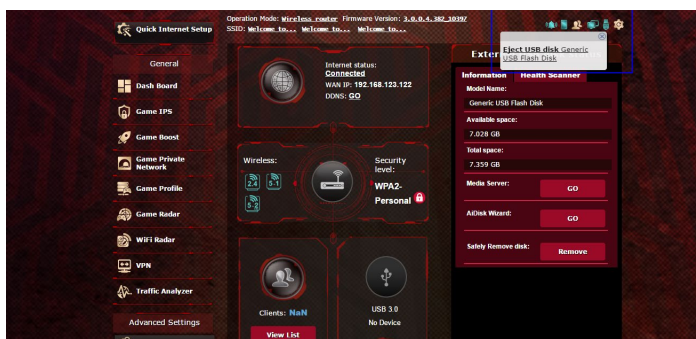 Quick Internet Setup
General
Dash Board
Game IPS
Game Boost
Game Private
Network
Game Profile
Game Radar
WiFi Radar
VPN
Traffic Analyzer
Advanced Settings
Operation Mode: Wireless router Firmware Version: 3.0.0.4.382_10397
SSID: Welcome to... Welcome to... Welcome to...
Internet status:
Connected
WAN IP: 192.168.123.122
DDNS: GO
Wireless:
2.4
5-1
5-2
Security
level:
WPA2-
Personal
Clients: NaN
View List
USB 3.0
No Device
Eject USB disk Generic
USB Flash Disk
Exter
Information Health Scanner
Model Name:
Generic USB Flash Disk
Available space:
7.028 GB
Total space:
7.359 GB
Media Server:
GO
AiDisk Wizard:
GO
Safely Remove
disk:
Remove